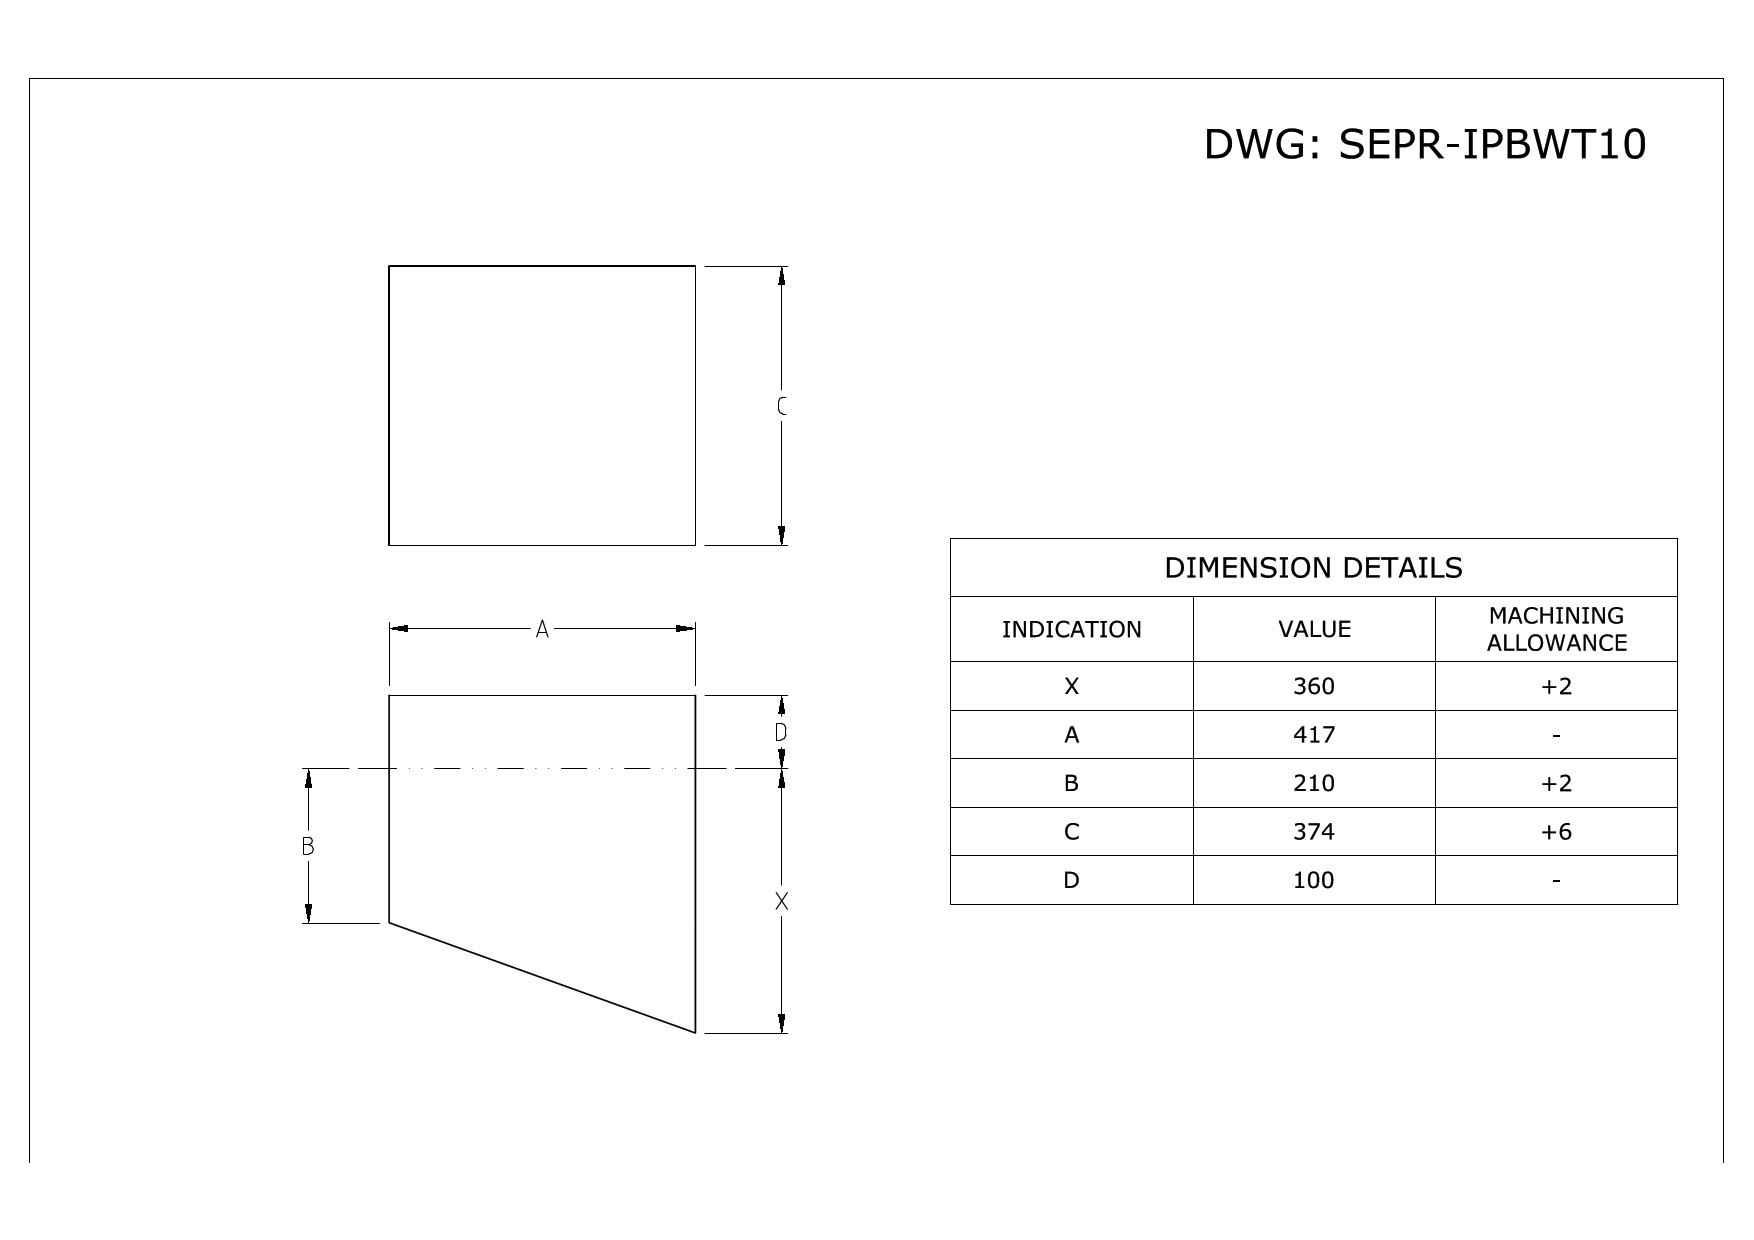 DWG: SEPR-IPBWT10
C
A
D
B
X
DIMENSION DETAILS
INDICATION VALUE MACHINING ALLOWANCE
X 360 +2
A 417 -
B 210 +2
C 374 +6
D 100 -